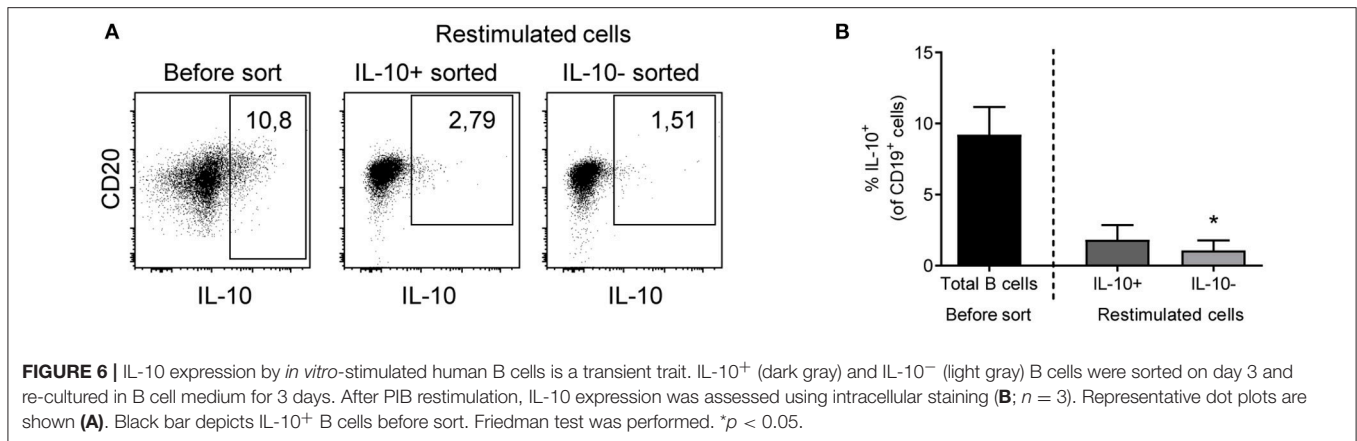 A
Restimulated cells
Before sort
IL-10+ sorted
IL-10- sorted
10,8
2,79
1,51
CD20
IL-10
IL-10
IL-10
B
% IL-10⁺
(of CD19⁺ cells)
15
10
5
0
*
Total B cells
IL-10+
IL-10-
Before sort
Restimulated cells
FIGURE 6 | IL-10 expression by in vitro-stimulated human B cells is a transient trait. IL-10⁺ (dark gray) and IL-10⁻ (light gray) B cells were sorted on day 3 and
re-cultured in B cell medium for 3 days. After PIB restimulation, IL-10 expression was assessed using intracellular staining (B; n = 3). Representative dot plots are
shown (A). Black bar depicts IL-10⁺ B cells before sort. Friedman test was performed. *p < 0.05.